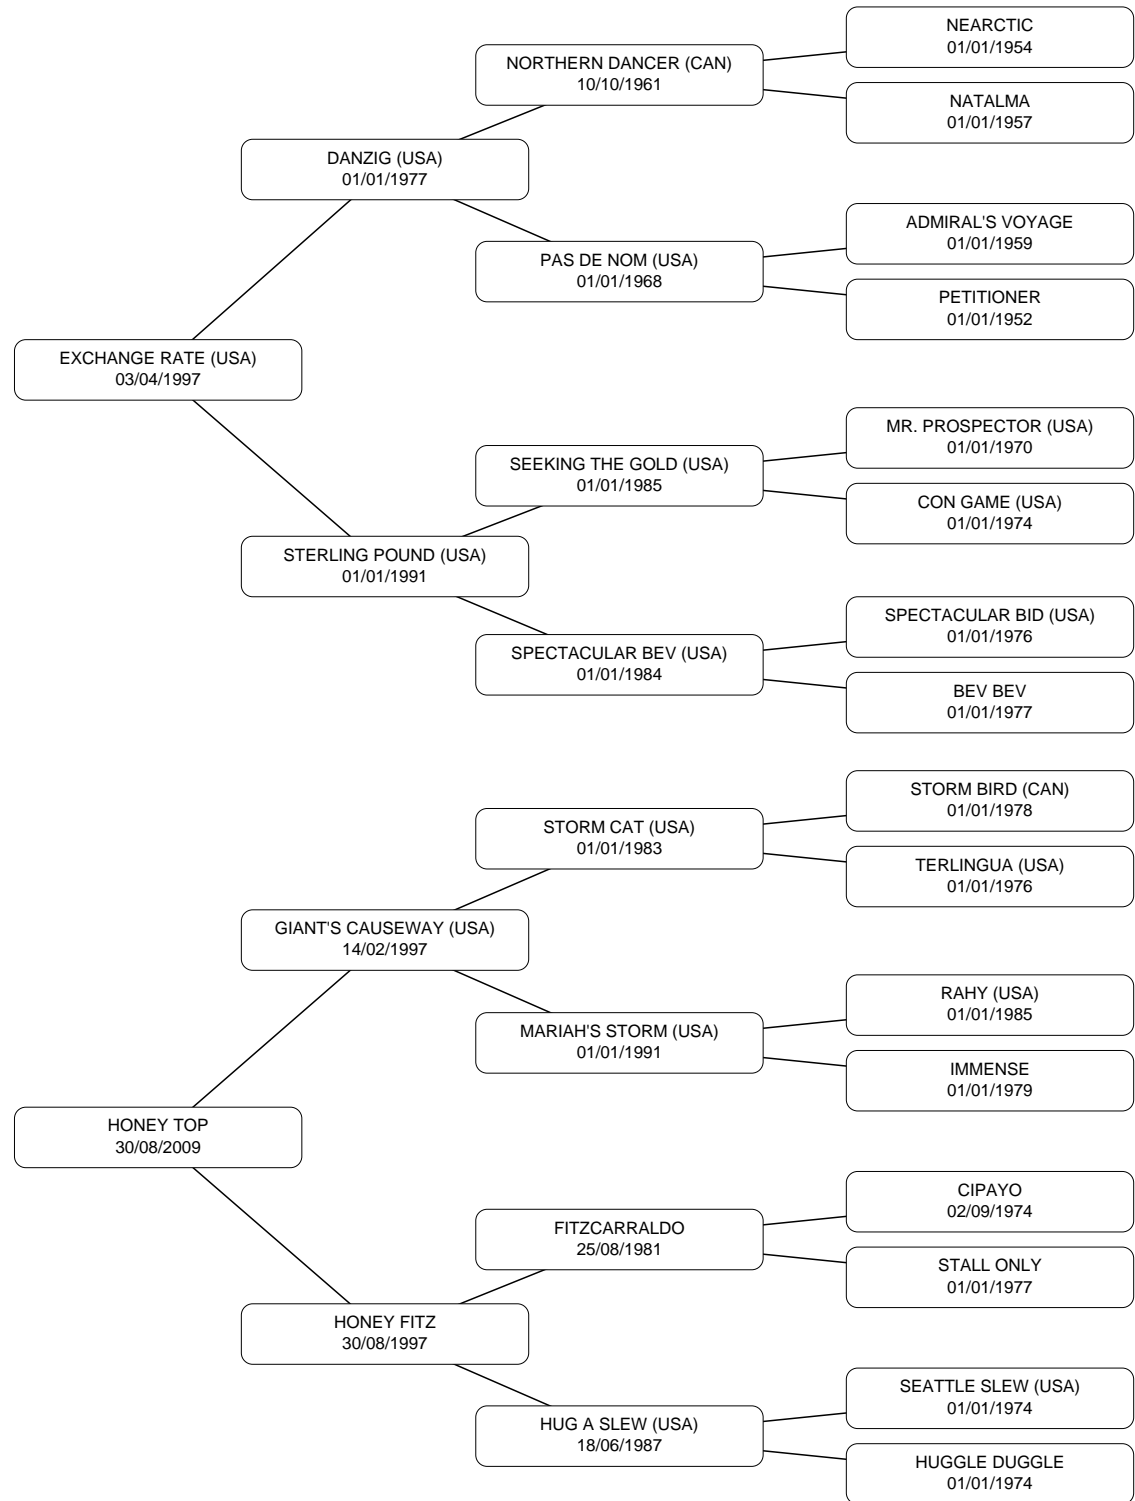 NEARCTIC
01/01/1954
NORTHERN DANCER (CAN)
10/10/1961
NATALMA
01/01/1957
DANZIG (USA)
01/01/1977
ADMIRAL'S VOYAGE
01/01/1959
PAS DE NOM (USA)
01/01/1968
PETITIONER
01/01/1952
EXCHANGE RATE (USA)
03/04/1997
MR. PROSPECTOR (USA)
01/01/1970
SEEKING THE GOLD (USA)
01/01/1985
CON GAME (USA)
01/01/1974
STERLING POUND (USA)
01/01/1991
SPECTACULAR BID (USA)
01/01/1976
SPECTACULAR BEV (USA)
01/01/1984
BEV BEV
01/01/1977
STORM BIRD (CAN)
01/01/1978
STORM CAT (USA)
01/01/1983
TERLINGUA (USA)
01/01/1976
GIANT'S CAUSEWAY (USA)
14/02/1997
RAHY (USA)
01/01/1985
MARIAH'S STORM (USA)
01/01/1991
IMMENSE
01/01/1979
HONEY TOP
30/08/2009
CIPAYO
02/09/1974
FITZCARRALDO
25/08/1981
STALL ONLY
01/01/1977
HONEY FITZ
30/08/1997
SEATTLE SLEW (USA)
01/01/1974
HUG A SLEW (USA)
18/06/1987
HUGGLE DUGGLE
01/01/1974